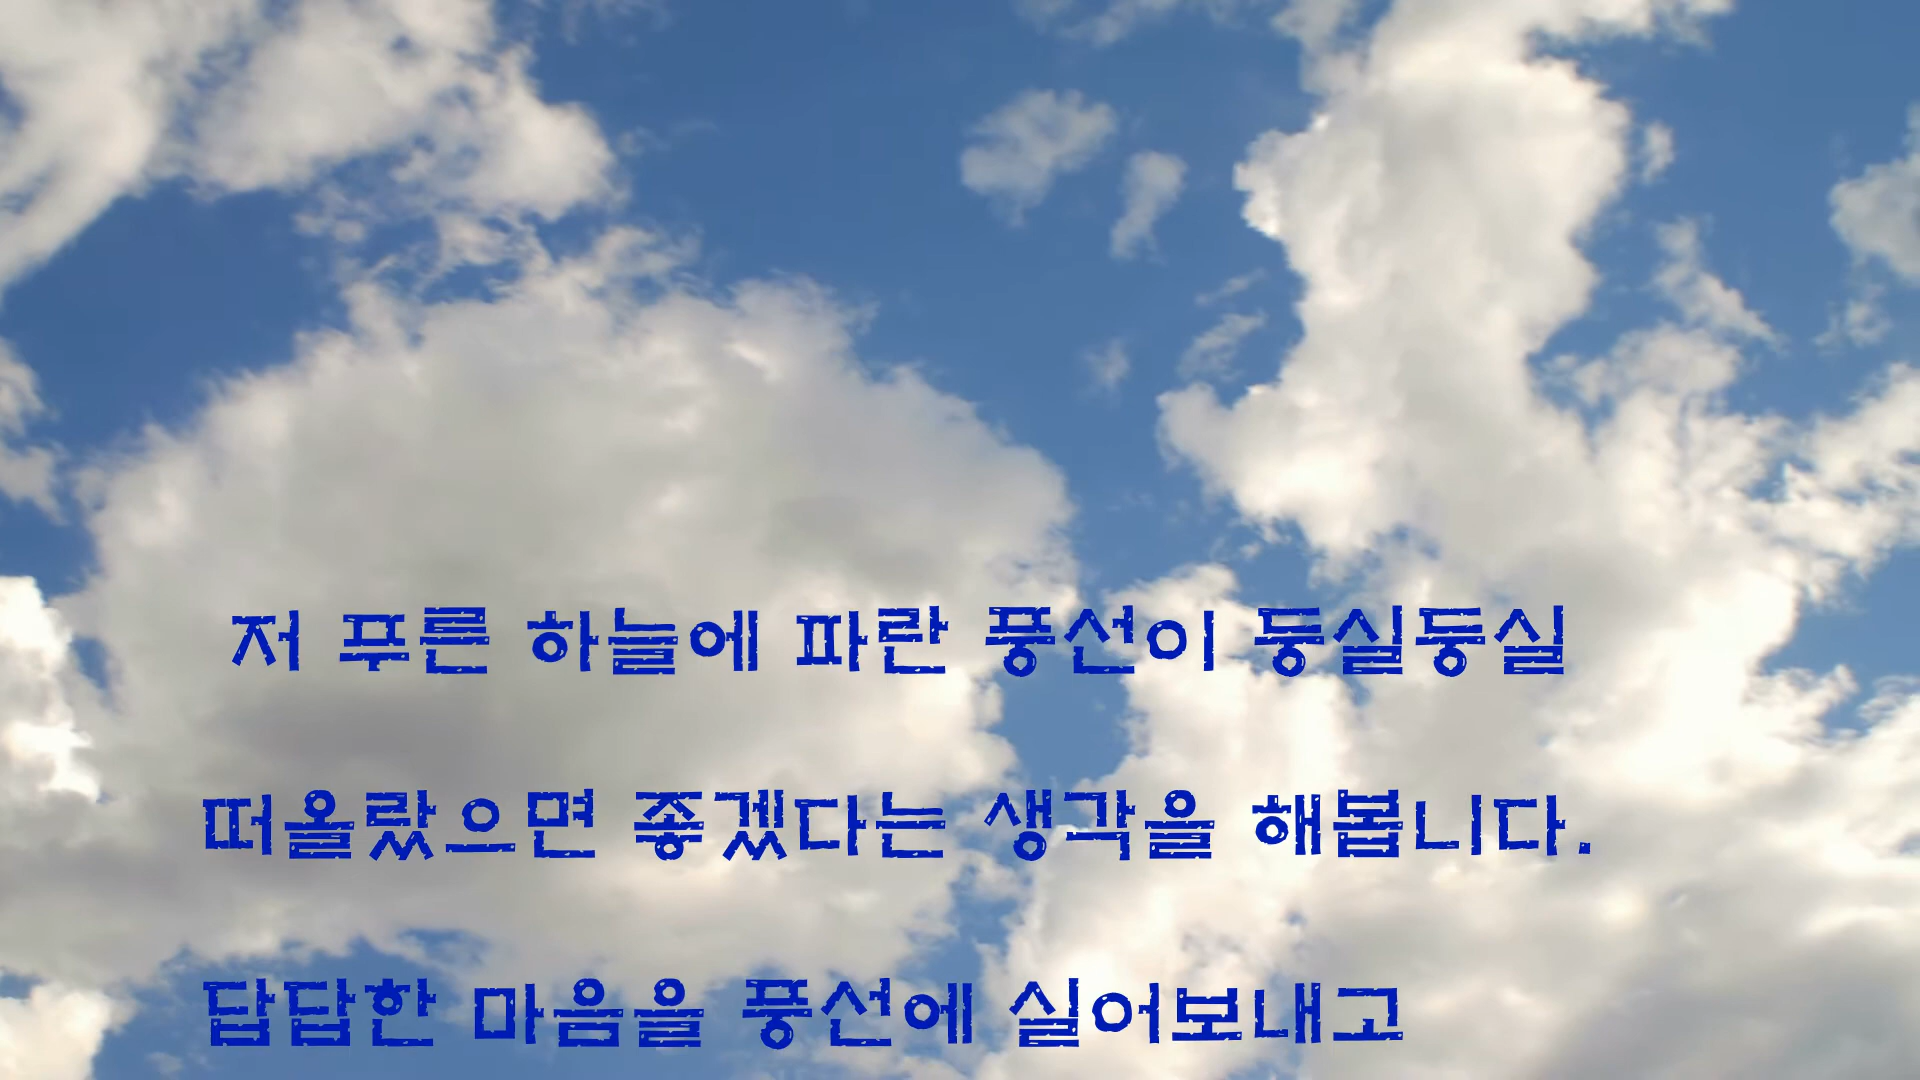 저 푸른 하늘에 파란 풍선이 둥실둥실
떠올랐으면 좋겠다는 생각을 해봅니다.
답답한 마음을 풍선에 실어보내고